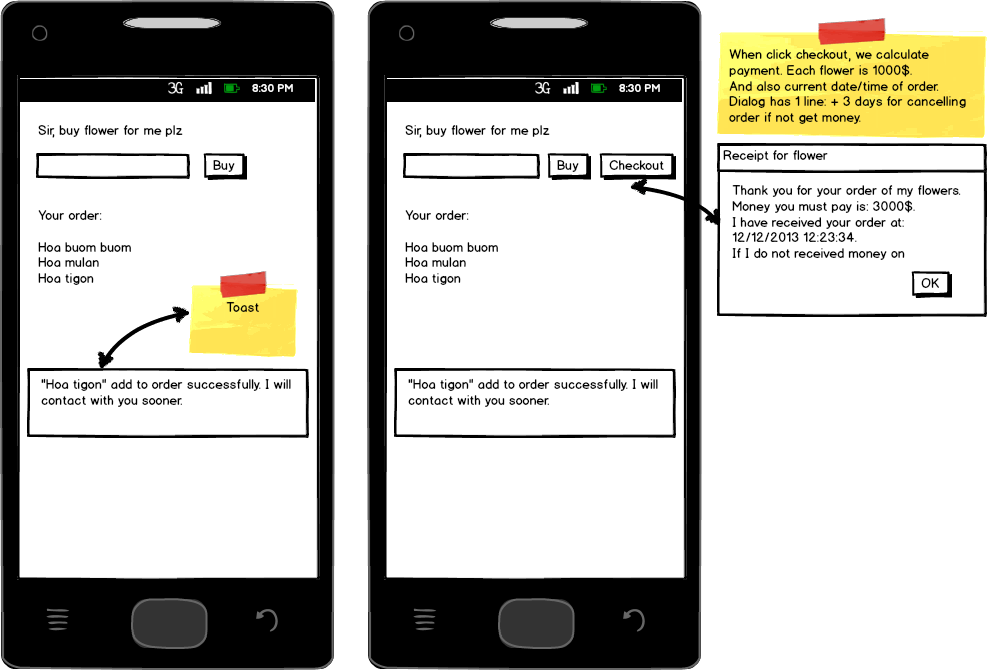 3G 8:30 PM
Sir, buy flower for me plz
Buy
Your order:
Hoa buom buom
Hoa mulan
Hoa tigon
Toast
"Hoa tigon" add to order successfully. I will
contact with you sooner.
3G 8:30 PM
Sir, buy flower for me plz
Buy Checkout
Your order:
Hoa buom buom
Hoa mulan
Hoa tigon
"Hoa tigon" add to order successfully. I will
contact with you sooner.
When click checkout, we calculate
payment. Each flower is 1000$.
And also current date/time of order.
Dialog has 1 line: + 3 days for cancelling
order if not get money.
Receipt for flower
Thank you for your order of my flowers.
Money you must pay is: 3000$.
I have received your order at:
12/12/2013 12:23:34.
If I do not received money on
OK